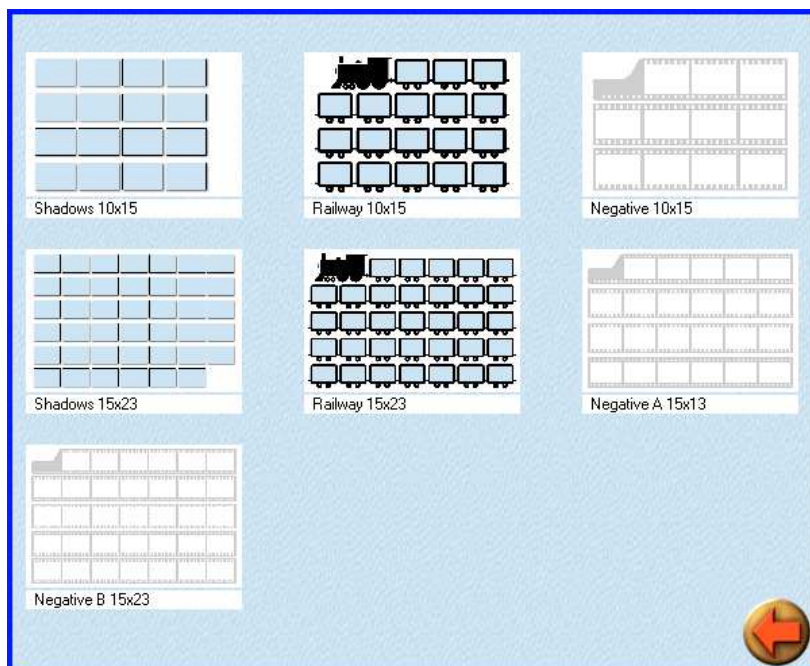 Shadows 10x15
Railway 10x15
Negative 10x15
Shadows 15x23
Railway 15x23
Negative A 15x13
Negative B 15x23